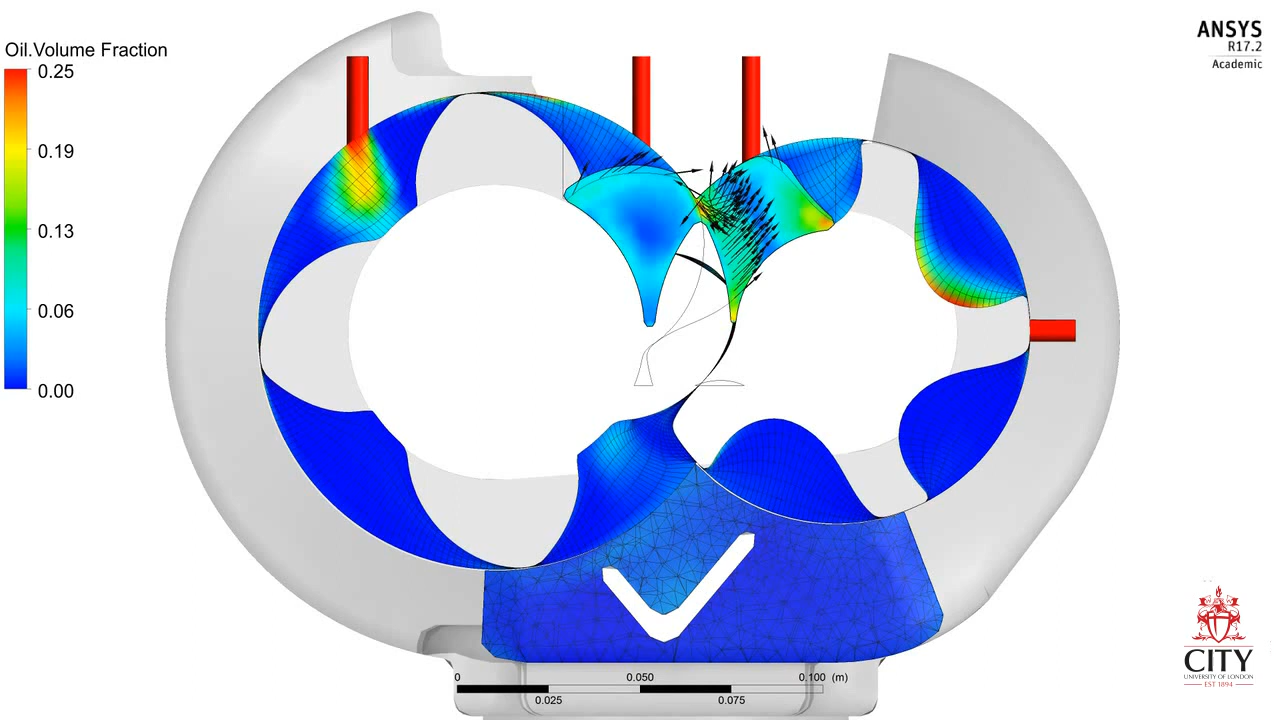 Oil.Volume Fraction
0.25
0.19
0.13
0.06
0.00
ANSYS
R17.2
Academic
0 0.050 0.100 (m)
0.025 0.075
CITY
UNIVERSITY OF LONDON
EST 1894